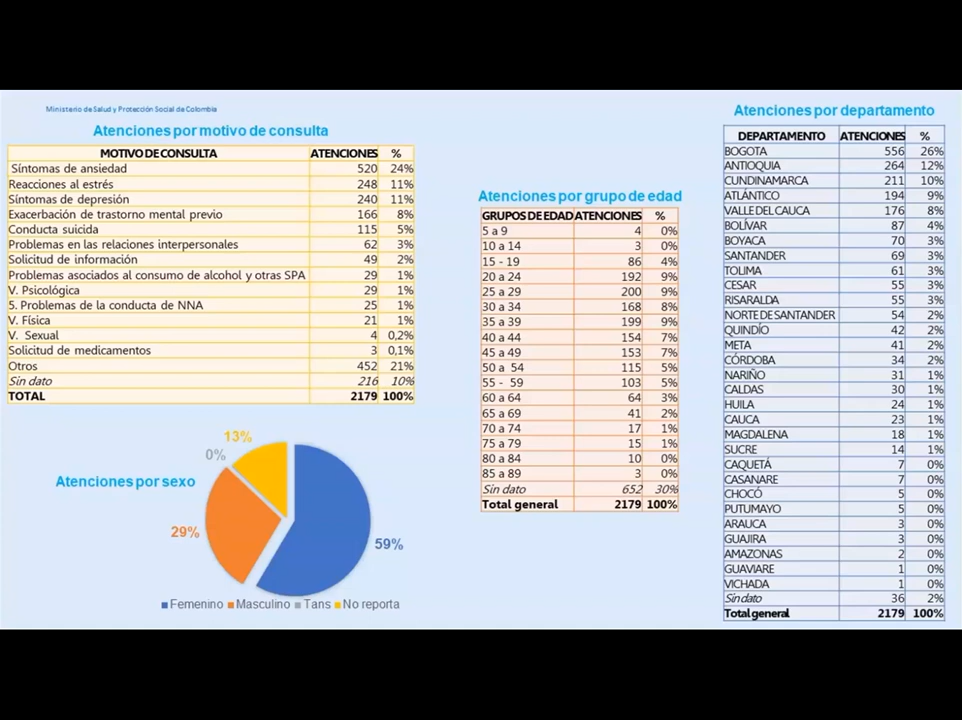 Ministerio de Salud y Protección Social de Colombia
Atenciones por motivo de consulta
MOTIVO DE CONSULTA ATENCIONES %
Síntomas de ansiedad 520 24%
Reacciones al estrés 248 11%
Síntomas de depresión 240 11%
Exacerbación de trastorno mental previo 166 8%
Conducta suicida 115 5%
Problemas en las relaciones interpersonales 62 3%
Solicitud de información 49 2%
Problemas asociados al consumo de alcohol y otras SPA 29 1%
V. Psicológica 29 1%
5. Problemas de la conducta de NNA 25 1%
V. Física 21 1%
V. Sexual 4 0,2%
Solicitud de medicamentos 3 0,1%
Otros 452 21%
Sin dato 216 10%
TOTAL 2179 100%
Atenciones por sexo
13%
0%
29%
59%
Femenino Masculino Tans No reporta
Atenciones por grupo de edad
GRUPOS DE EDAD ATENCIONES %
5 a 9 4 0%
10 a 14 3 0%
15 - 19 86 4%
20 a 24 192 9%
25 a 29 200 9%
30 a 34 168 8%
35 a 39 199 9%
40 a 44 154 7%
45 a 49 153 7%
50 a 54 115 5%
55 - 59 103 5%
60 a 64 64 3%
65 a 69 41 2%
70 a 74 17 1%
75 a 79 15 1%
80 a 84 10 0%
85 a 89 3 0%
Sin dato 652 30%
Total general 2179 100%
Atenciones por departamento
DEPARTAMENTO ATENCIONES %
BOGOTA 556 26%
ANTIOQUIA 264 12%
CUNDINAMARCA 211 10%
ATLÁNTICO 194 9%
VALLE DEL CAUCA 176 8%
BOLÍVAR 87 4%
BOYACA 70 3%
SANTANDER 69 3%
TOLIMA 61 3%
CESAR 55 3%
RISARALDA 55 3%
NORTE DE SANTANDER 54 2%
QUINDÍO 42 2%
META 41 2%
CÓRDOBA 34 2%
NARIÑO 31 1%
CALDAS 30 1%
HUILA 24 1%
CAUCA 23 1%
MAGDALENA 18 1%
SUCRE 14 1%
CAQUETÁ 7 0%
CASANARE 7 0%
CHOCÓ 5 0%
PUTUMAYO 5 0%
ARAUCA 3 0%
GUAJIRA 3 0%
AMAZONAS 2 0%
GUAVIARE 1 0%
VICHADA 1 0%
Sin dato 36 2%
Total general 2179 100%